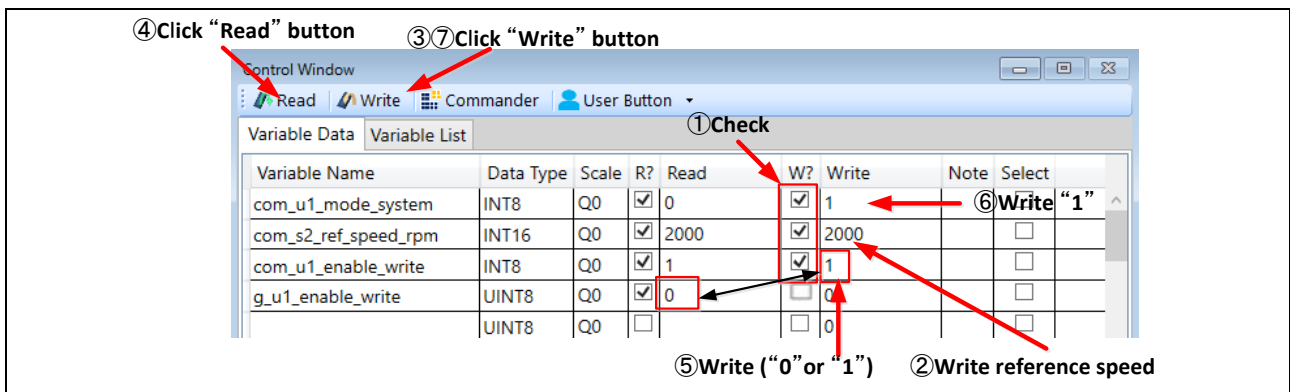 ④Click “Read” button
③⑦Click “Write” button
Control Window
Read Write Commander User Button
①Check
Variable Data Variable List
Variable Name Data Type Scale R? Read W? Write Note Select
com_u1_mode_system INT8 Q0 0 1 ⑥Write “1”
com_s2_ref_speed_rpm INT16 Q0 2000 2000
com_u1_enable_write INT8 Q0 1 1
g_u1_enable_write UINT8 Q0 0 0
UINT8 Q0 0
⑤Write (“0”or “1”) ②Write reference speed